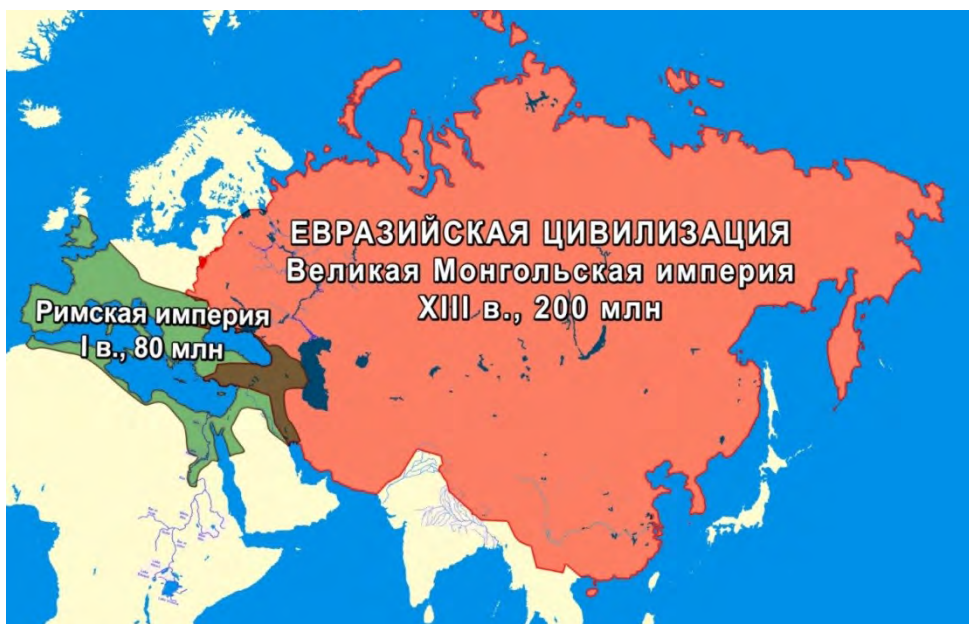 ЕВРАЗИЙСКАЯ ЦИВИЛИЗАЦИЯ
Великая Монгольская империя
XIII в., 200 млн
Римская империя
I в., 80 млн